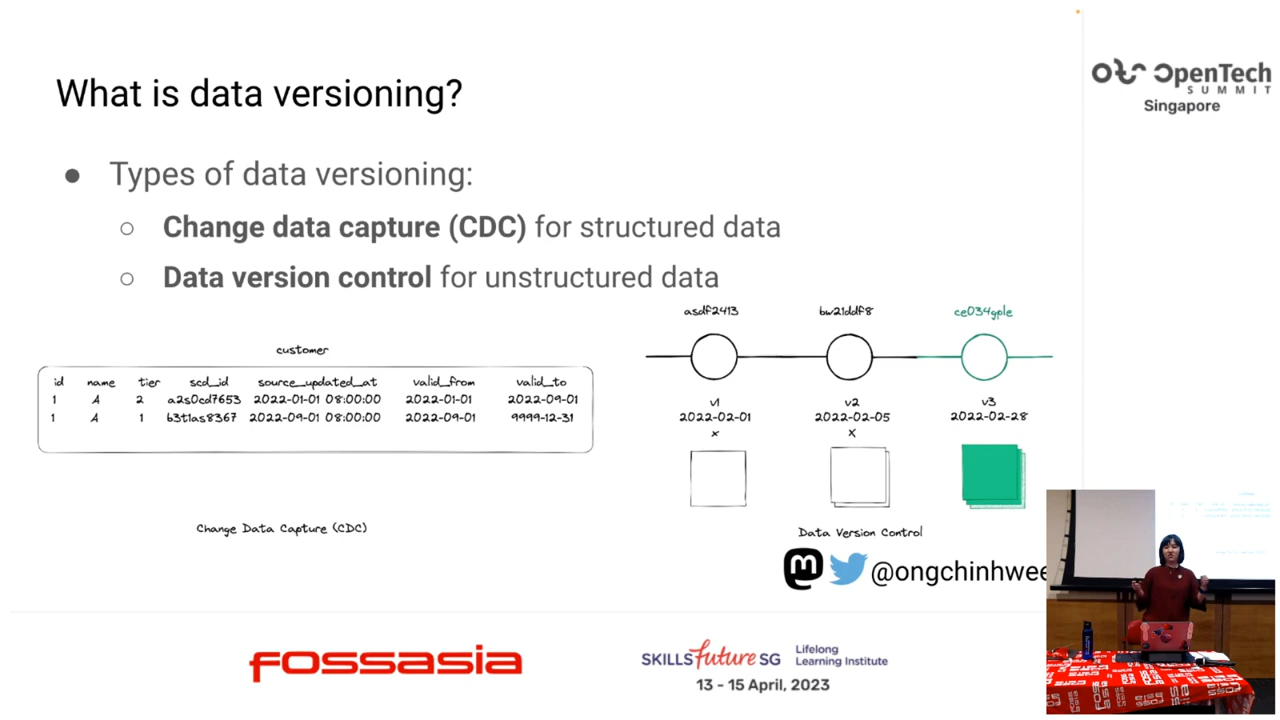 What is data versioning?
● Types of data versioning:
○ Change data capture (CDC) for structured data
○ Data version control for unstructured data
customer
id name tier scd_id source_updated_at valid_from valid_to
1 A 2 a2s0cd7653 2022-01-01 08:00:00 2022-01-01 2022-09-01
1 A 1 b3t1as8367 2022-09-01 08:00:00 2022-09-01 9999-12-31
Change Data Capture (CDC)
asdf2413 bw21ddf8 ce034gple
v1 v2 v3
2022-02-01 2022-02-05 2022-02-28
x x
Data Version Control
@ongchinhwee
OpenTech
SUMMIT
Singapore
FOSSASIA
SKILLS future SG
Lifelong
Learning Institute
13 - 15 April, 2023